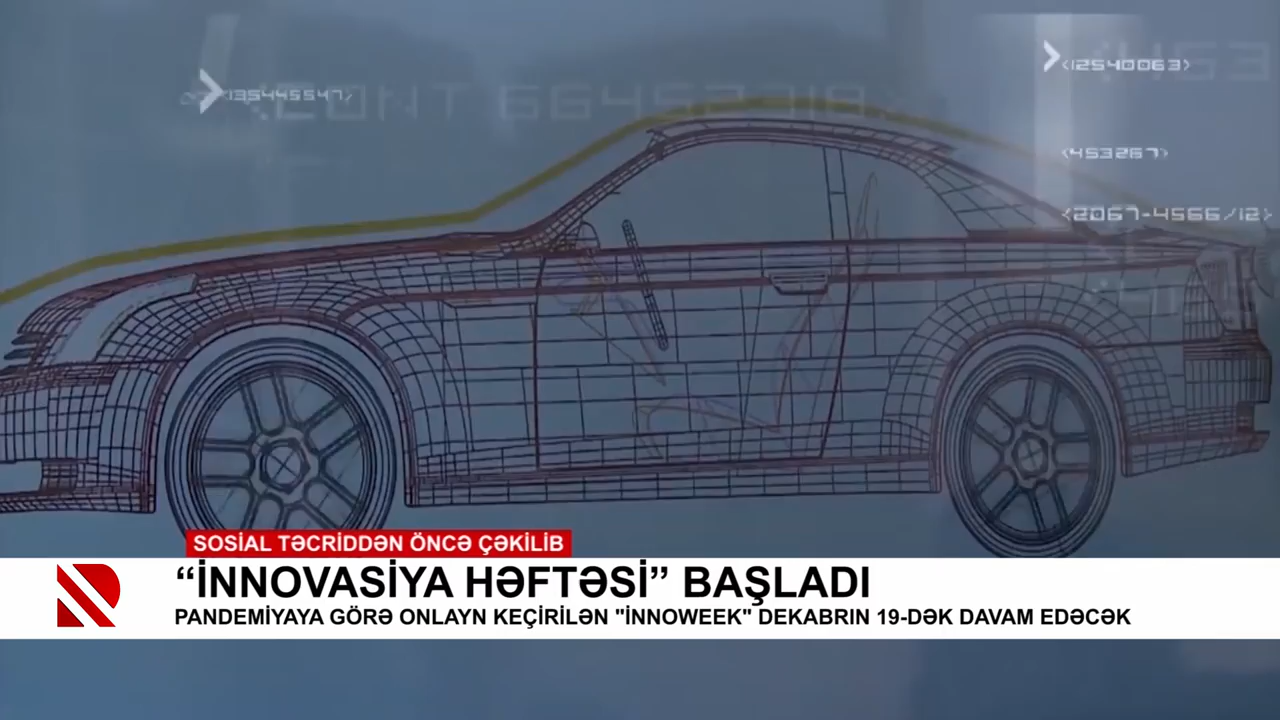 <12540063>
<135445547>
<453267>
<2067-4566/12>
SOSİAL TƏCRİDDƏN ÖNCƏ ÇƏKİLİB
“İNNOVASİYA HƏFTƏSİ” BAŞLADI
PANDEMİYAYA GÖRƏ ONLAYN KEÇİRİLƏN "İNNOWEEK" DEKABRIN 19-DƏK DAVAM EDƏCƏK